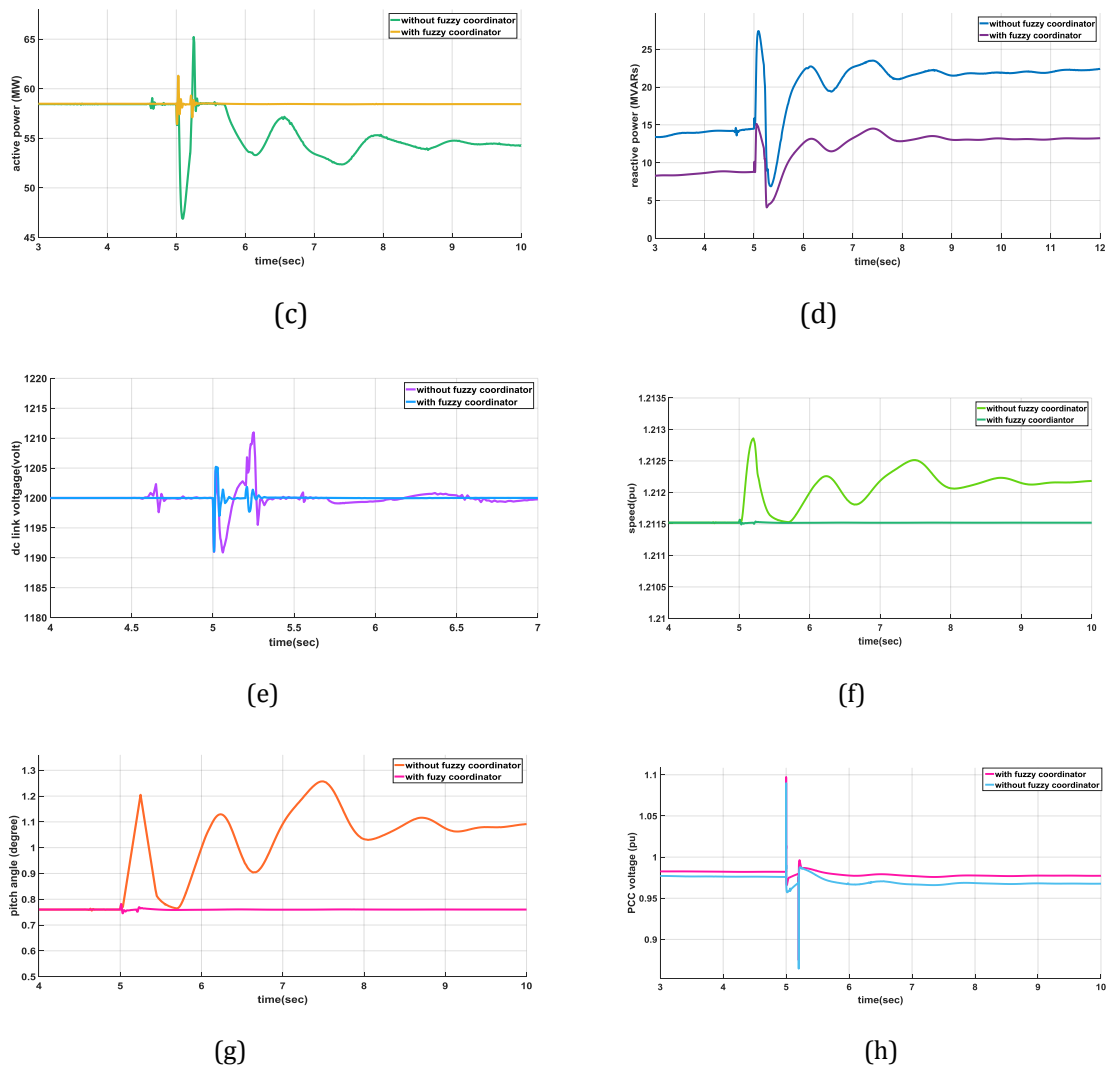 without fuzzy coordinator
with fuzzy coordinator
active power (MW)
65
60
55
50
45
3 4 5 6 7 8 9 10
time(sec)
(c)
without fuzzy coordinator
with fuzzy coordinator
reactive power (MVARs)
25
20
15
10
5
0
3 4 5 6 7 8 9 10 11 12
time(sec)
(d)
without fuzzy coordinator
with fuzzy coordinator
dc link voltgage(volt)
1220
1215
1210
1205
1200
1195
1190
1185
1180
4 4.5 5 5.5 6 6.5 7
time(sec)
(e)
without fuzzy coordinator
with fuzzy coordiantor
speed(pu)
1.2135
1.213
1.2125
1.212
1.2115
1.211
1.2105
1.21
4 5 6 7 8 9 10
time(sec)
(f)
without fuzzy coordinator
with fuzy coordinator
pitch angle (degree)
1.3
1.2
1.1
1
0.9
0.8
0.7
0.6
0.5
4 5 6 7 8 9 10
time(sec)
(g)
with fuzzy coordinator
without fuzzy coordinator
PCC voltage (pu)
1.1
1.05
1
0.95
0.9
3 4 5 6 7 8 9 10
time(sec)
(h)